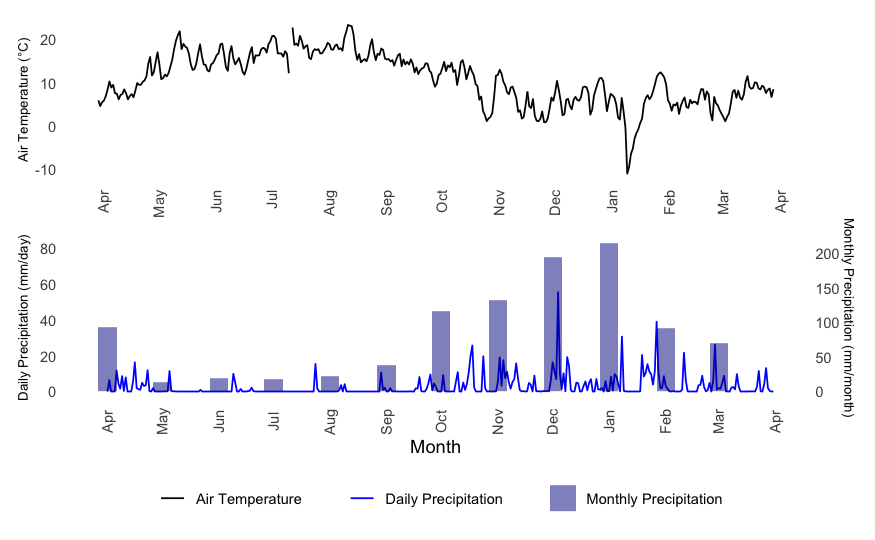 Air Temperature (°C)
20
10
0
-10
Apr May Jun Jul Aug Sep Oct Nov Dec Jan Feb Mar Apr
Daily Precipitation (mm/day)
80
60
40
20
0
Monthly Precipitation (mm/month)
200
150
100
50
0
Apr May Jun Jul Aug Sep Oct Nov Dec Jan Feb Mar Apr
Month
Air Temperature Daily Precipitation Monthly Precipitation